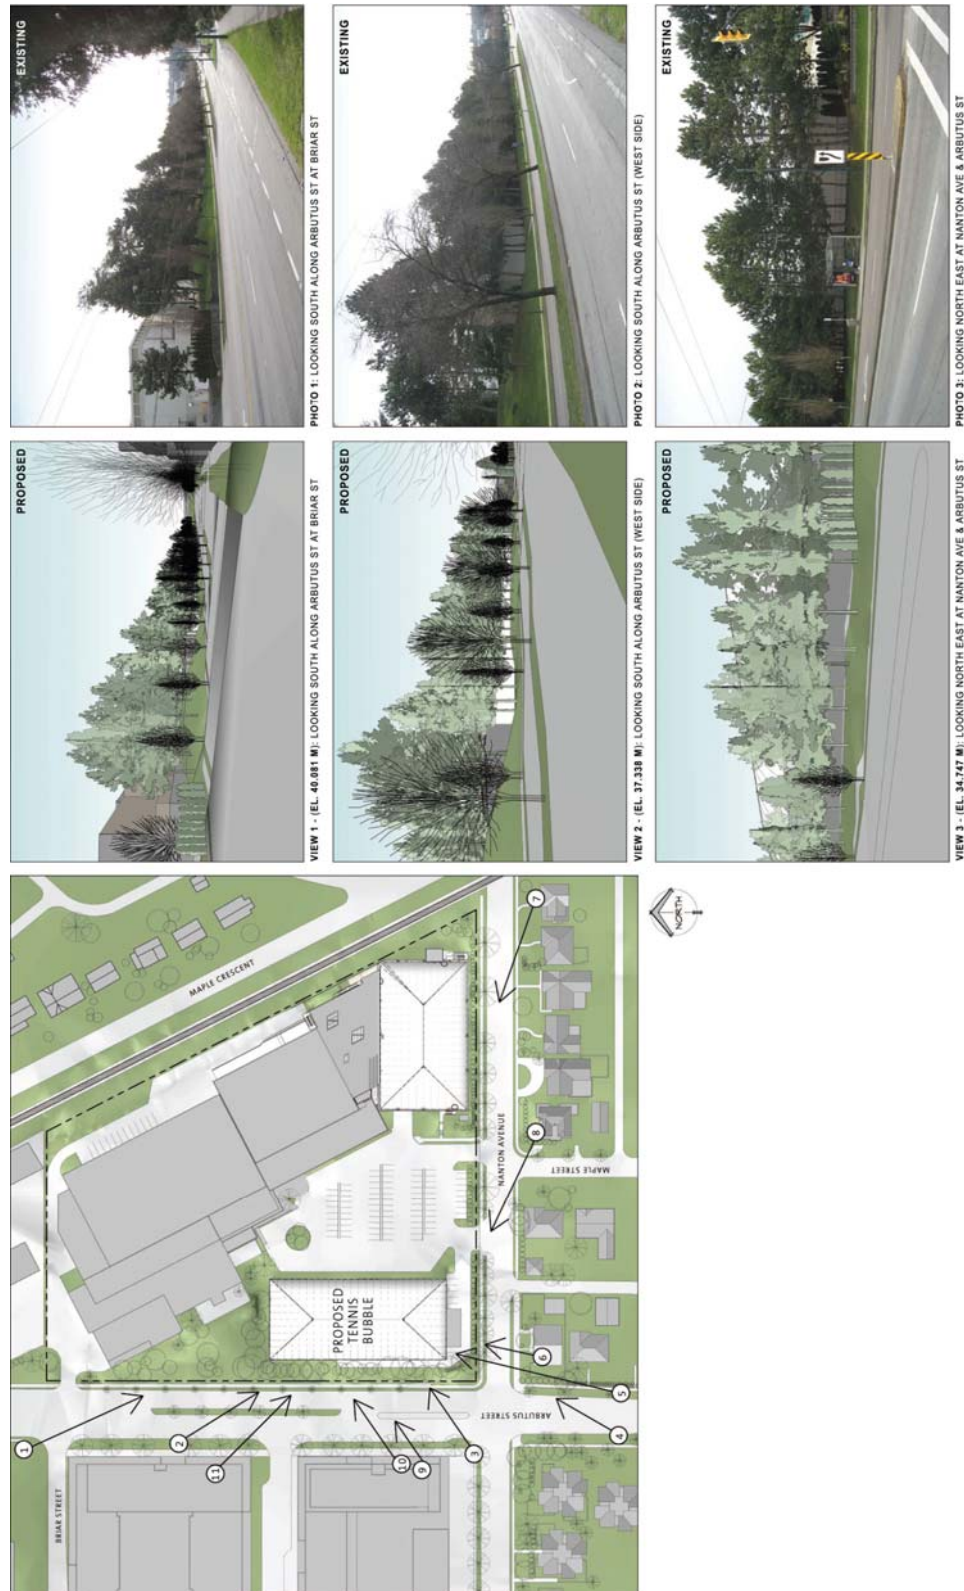 MAPLE CRESCENT
NANTON AVENUE
MAPLE STREET
ARBUTUS STREET
BRIAR STREET
PROPOSED
TENNIS
BUBBLE
1
2
11
10
9
3
4
5
6
8
7
NORTH
PROPOSED
VIEW 1 - (EL. 40.081 M): LOOKING SOUTH ALONG ARBUTUS ST AT BRIAR ST
EXISTING
PHOTO 1: LOOKING SOUTH ALONG ARBUTUS ST AT BRIAR ST
PROPOSED
VIEW 2 - (EL. 37.338 M): LOOKING SOUTH ALONG ARBUTUS ST (WEST SIDE)
EXISTING
PHOTO 2: LOOKING SOUTH ALONG ARBUTUS ST (WEST SIDE)
PROPOSED
VIEW 3 - (EL. 34.747 M): LOOKING NORTH EAST AT NANTON AVE & ARBUTUS ST
EXISTING
PHOTO 3: LOOKING NORTH EAST AT NANTON AVE & ARBUTUS ST